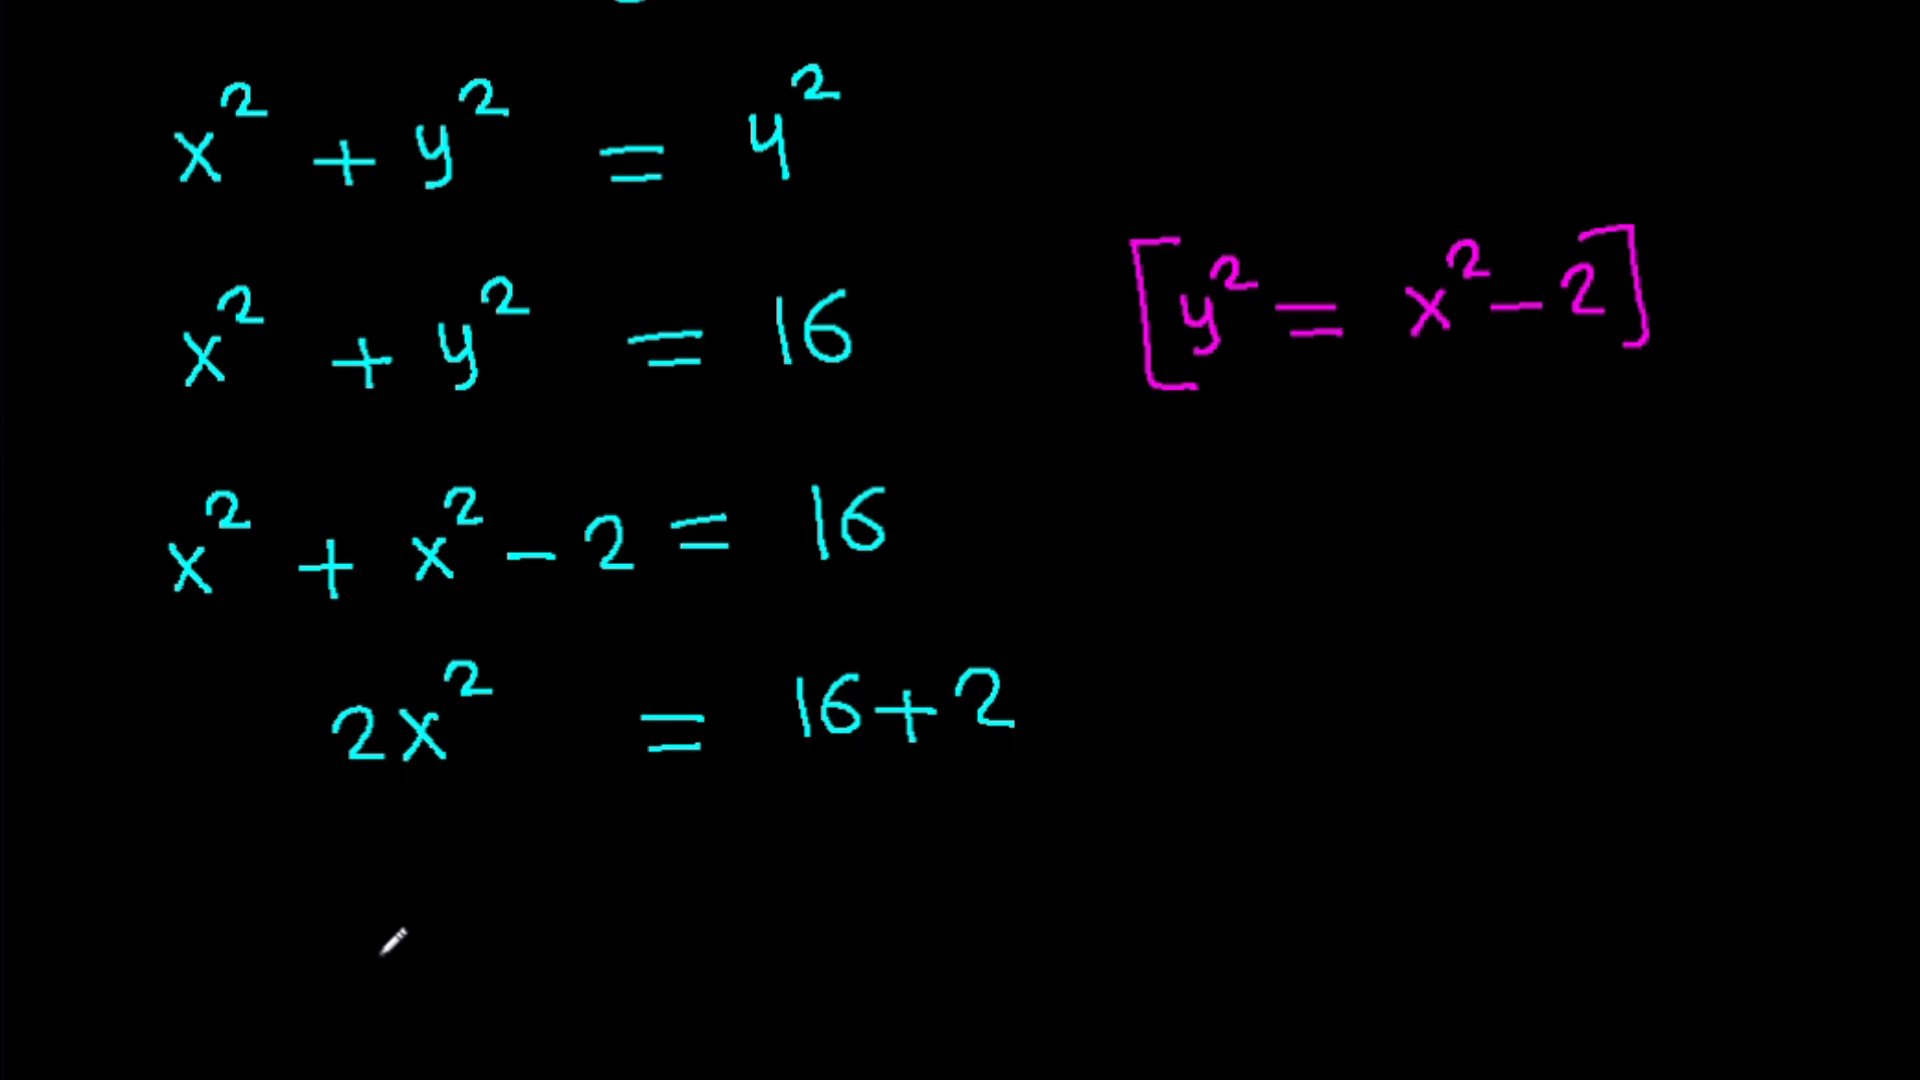 x² + y² = 4²
x² + y² = 16
[y² = x² - 2]
x² + x² - 2 = 16
2x² = 16 + 2